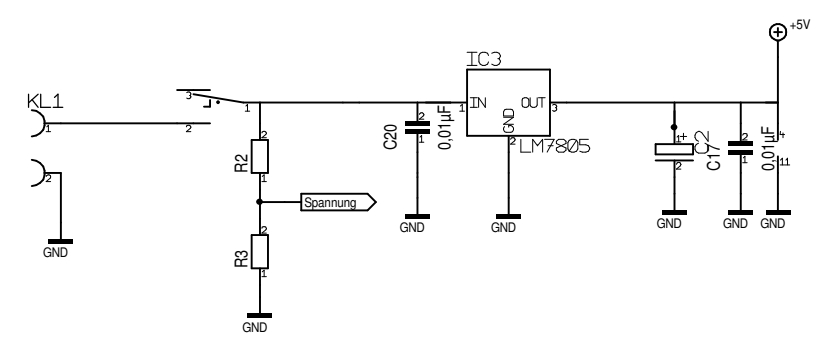 +5V
IC3
KL1
3
1
2
1
IN
OUT
3
GND
2
LM7805
1
2
C20
2
1
0,01µF
R2
2
1
Spannung
R3
2
1
1
+
C2
2
C17
2
1
0,01µF
4
11
GND
GND
GND
GND
GND
GND
GND